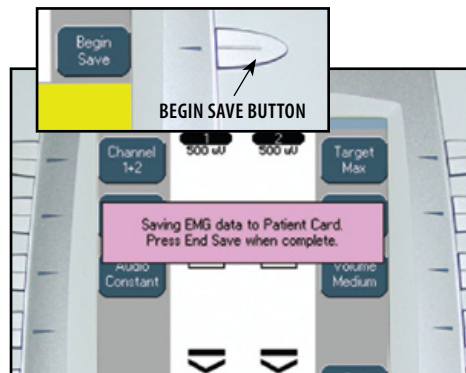 Begin
Save
BEGIN SAVE BUTTON
Channel
1+2
1
500 uV
2
500 uV
Target
Max
Saving EMG data to Patient Card.
Press End Save when complete.
Audio
Constant
Volume
Medium